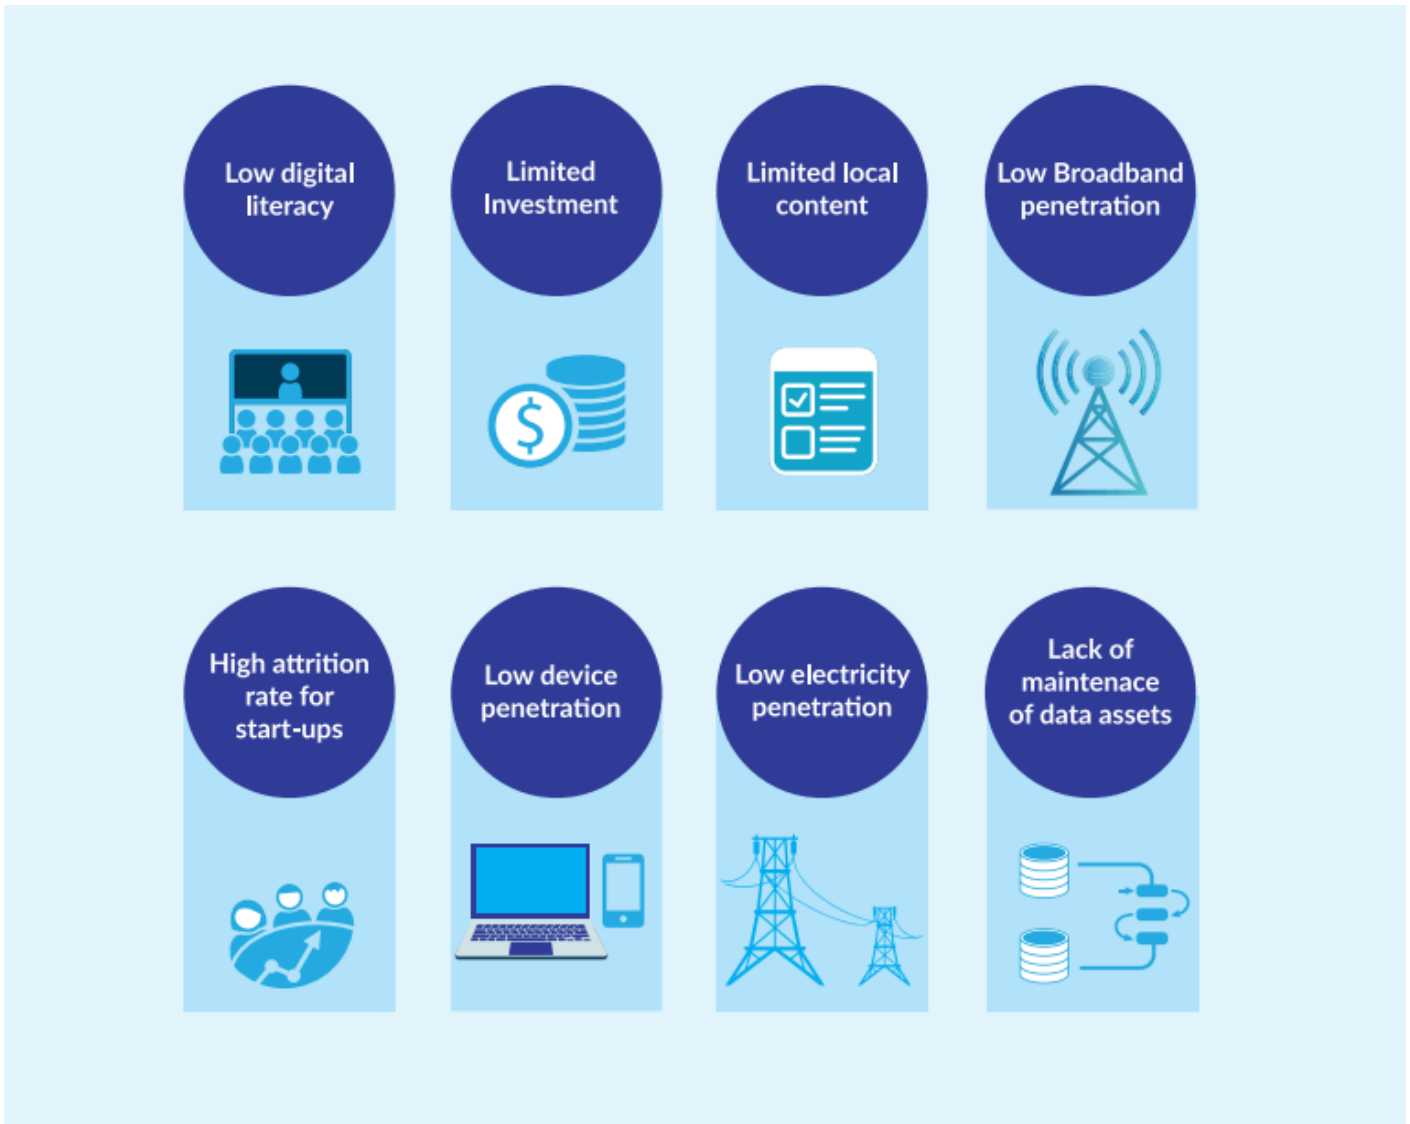 Low digital
literacy
Limited
Investment
Limited local
content
Low Broadband
penetration
$
High attrition
rate for
start-ups
Low device
penetration
Low electricity
penetration
Lack of
maintenace
of data assets